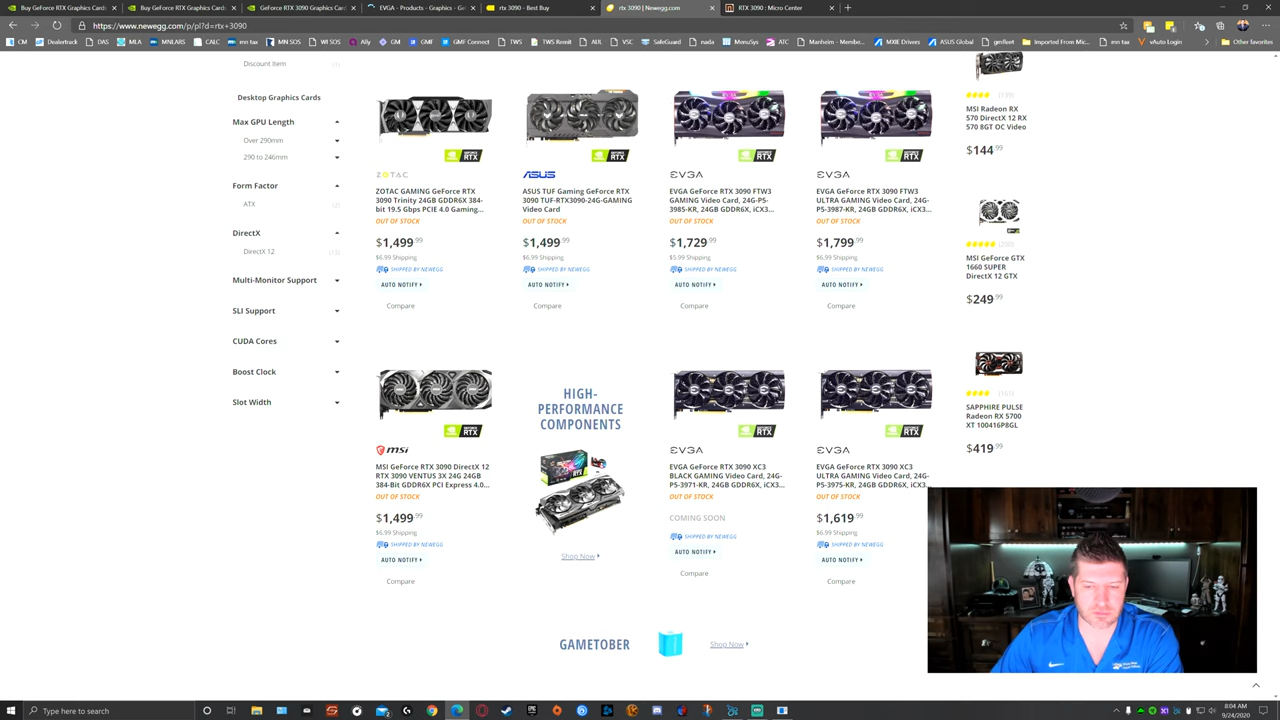 Buy GeForce RTX Graphics Cards
Buy GeForce RTX Graphics Cards
GeForce RTX 3090 Graphics Card
EVGA - Products - Graphics - Ge
rtx 3090 - Best Buy
rtx 3090 | Newegg.com
RTX 3090 : Micro Center
https://www.newegg.com/p/pl?d=rtx+3090
CM
Dealertrack
DAS
MLA
MNLARS
CALC
mn tax
MN SOS
WI SOS
Ally
GM
GMF
GMF Connect
TWS
TWS Remit
AUL
VSC
SafeGuard
nada
MenuSys
ATC
Manheim - Membe...
MXIE Drivers
ASUS Global
gmfleet
Imported From Mic...
mn tax
vAuto Login
Other favorites
Discount Item
Desktop Graphics Cards
Max GPU Length
Over 290mm
290 to 246mm
Form Factor
ATX
DirectX
DirectX 12
Multi-Monitor Support
SLI Support
CUDA Cores
Boost Clock
Slot Width
ZOTAC
ZOTAC GAMING GeForce RTX
3090 Trinity 24GB GDDR6X 384-
bit 19.5 Gbps PCIE 4.0 Gaming...
OUT OF STOCK
$1,499.99
$6.99 Shipping
SHIPPED BY NEWEGG
AUTO NOTIFY
Compare
ASUS
ASUS TUF Gaming GeForce RTX
3090 TUF-RTX3090-24G-GAMING
Video Card
OUT OF STOCK
$1,499.99
$6.99 Shipping
SHIPPED BY NEWEGG
AUTO NOTIFY
Compare
EVGA
EVGA GeForce RTX 3090 FTW3
GAMING Video Card, 24G-P5-
3985-KR, 24GB GDDR6X, iCX3...
OUT OF STOCK
$1,729.99
$5.99 Shipping
SHIPPED BY NEWEGG
AUTO NOTIFY
Compare
EVGA
EVGA GeForce RTX 3090 FTW3
ULTRA GAMING Video Card, 24G-
P5-3987-KR, 24GB GDDR6X, iCX3...
OUT OF STOCK
$1,799.99
$6.99 Shipping
SHIPPED BY NEWEGG
AUTO NOTIFY
Compare
msi
MSI GeForce RTX 3090 DirectX 12
RTX 3090 VENTUS 3X 24G 24GB
384-Bit GDDR6X PCI Express 4.0...
OUT OF STOCK
$1,499.99
$6.99 Shipping
SHIPPED BY NEWEGG
AUTO NOTIFY
Compare
HIGH-
PERFORMANCE
COMPONENTS
Shop Now
EVGA
EVGA GeForce RTX 3090 XC3
BLACK GAMING Video Card, 24G-
P5-3971-KR, 24GB GDDR6X, iCX3...
OUT OF STOCK
COMING SOON
SHIPPED BY NEWEGG
AUTO NOTIFY
Compare
EVGA
EVGA GeForce RTX 3090 XC3
ULTRA GAMING Video Card, 24G-
P5-3975-KR, 24GB GDDR6X, iCX3...
OUT OF STOCK
$1,619.99
$6.99 Shipping
SHIPPED BY NEWEGG
AUTO NOTIFY
Compare
MSI Radeon RX
570 DirectX 12 RX
570 8GT OC Video
$144.99
MSI GeForce GTX
1660 SUPER
DirectX 12 GTX
$249.99
SAPPHIRE PULSE
Radeon RX 5700
XT 100416P8GL
$419.99
GAMETOBER
Shop Now
Type here to search
8:04 AM
9/24/2020